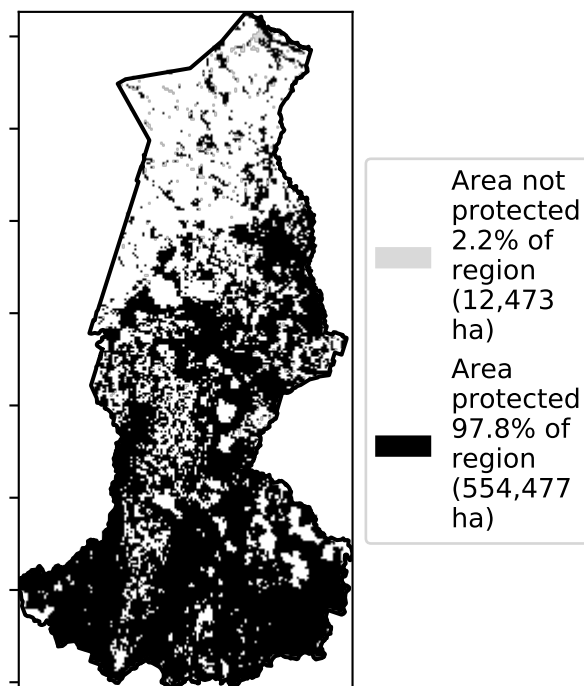 Area not
protected
2.2% of
region
(12,473
ha)
Area
protected
97.8% of
region
(554,477
ha)